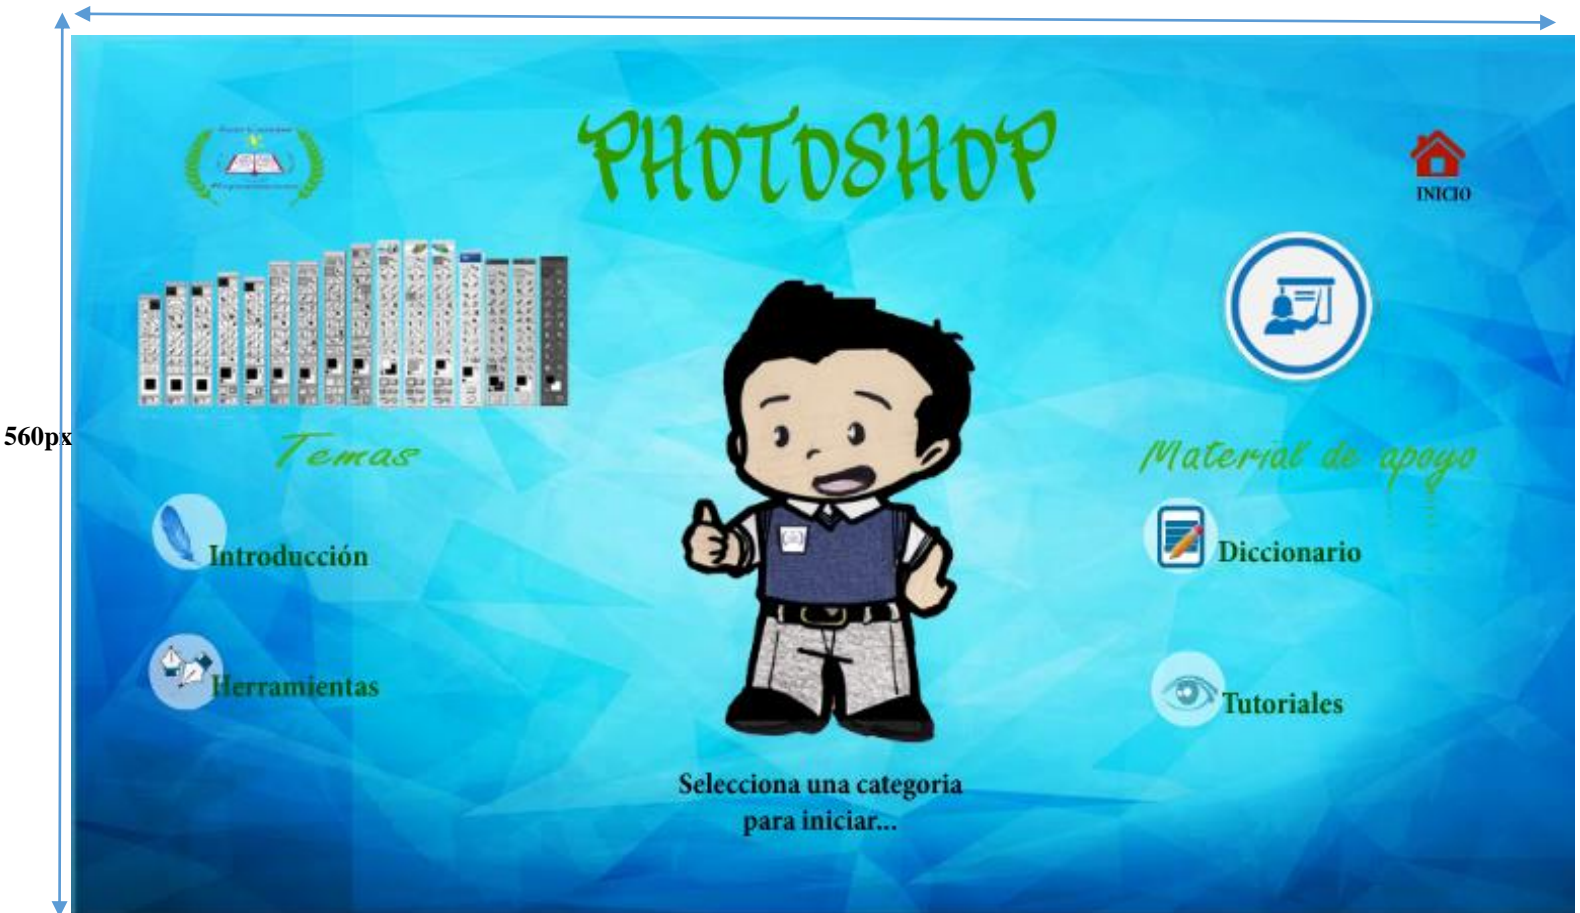 PHOTOSHOP
INICIO
560px
Temas
Material de apoyo
Introducción
Diccionario
Herramientas
Tutoriales
Selecciona una categoria
para iniciar...